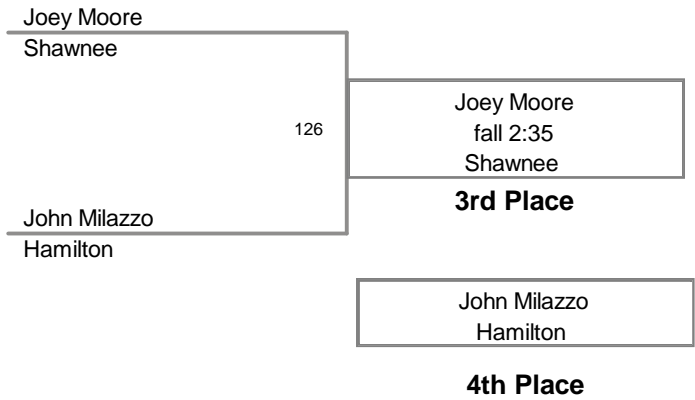 Joey Moore
Shawnee
126
Joey Moore
fall 2:35
Shawnee
3rd Place
John Milazzo
Hamilton
John Milazzo
Hamilton
4th Place